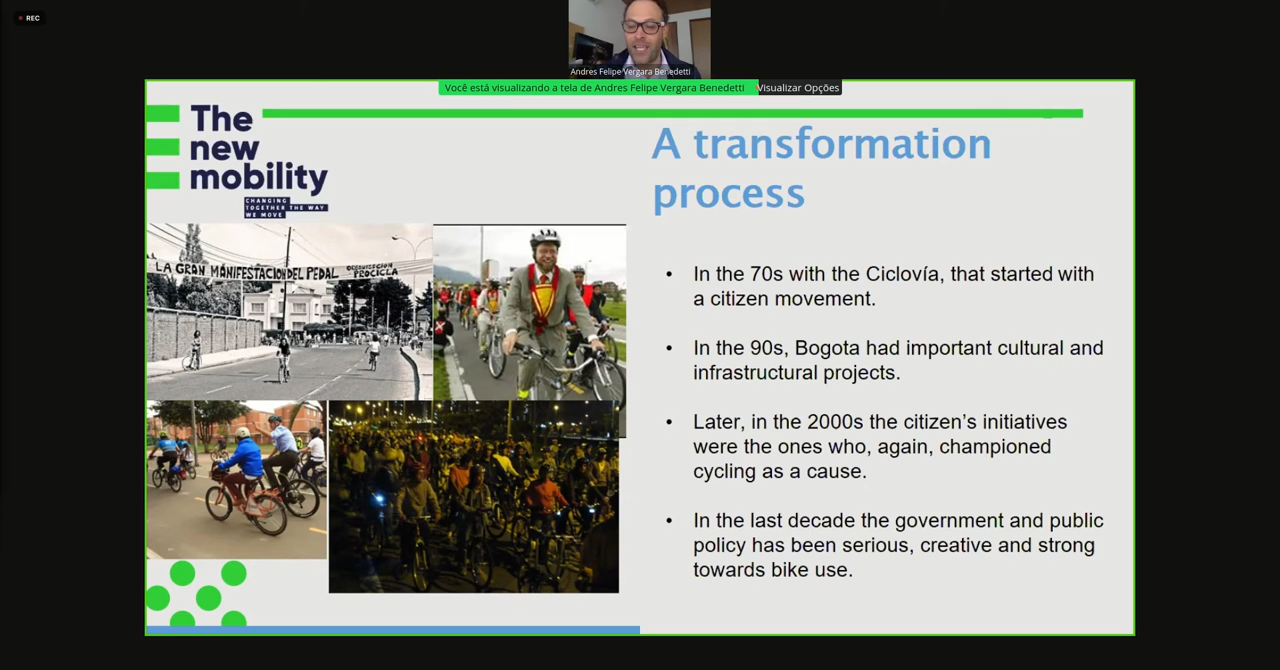 REC
Andres Felipe Vergara Benedetti
Você está visualizando a tela de Andres Felipe Vergara Benedetti
Visualizar Opções
The
new
mobility
CHANGING
TOGETHER THE WAY
WE MOVE
A transformation
process
LA GRAN MANIFESTACION DEL PEDAL
ORGANIZACION
PROCICLA
• In the 70s with the Ciclovía, that started with
a citizen movement.
• In the 90s, Bogota had important cultural and
infrastructural projects.
• Later, in the 2000s the citizen’s initiatives
were the ones who, again, championed
cycling as a cause.
• In the last decade the government and public
policy has been serious, creative and strong
towards bike use.